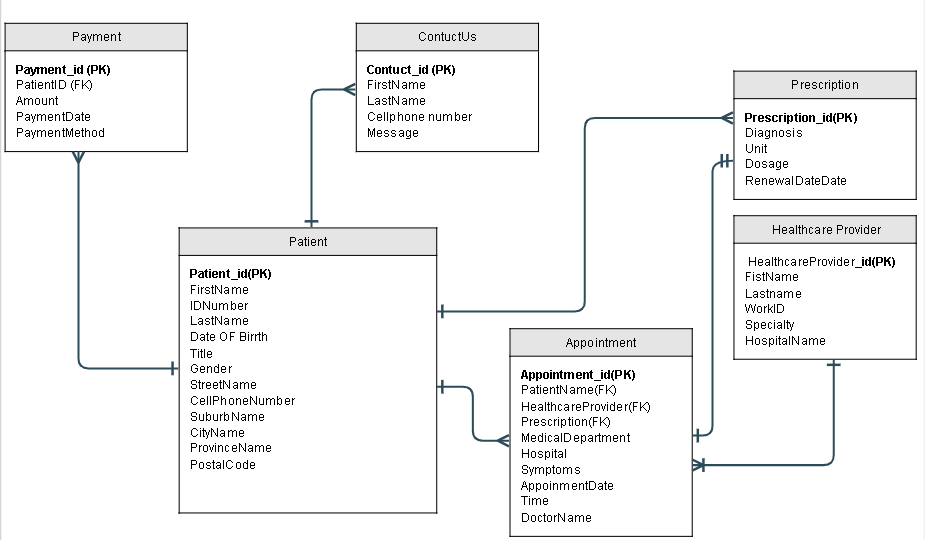 Payment
Payment_id (PK)
PatientID (FK)
Amount
PaymentDate
PaymentMethod
ContuctUs
Contuct_id (PK)
FirstName
LastName
Cellphone number
Message
Prescription
Prescription_id(PK)
Diagnosis
Unit
Dosage
RenewalDateDate
Patient
Patient_id(PK)
FirstName
IDNumber
LastName
Date OF Birrth
Title
Gender
StreetName
CellPhoneNumber
SuburbName
CityName
ProvinceName
PostalCode
Healthcare Provider
HealthcareProvider_id(PK)
FistName
Lastname
WorkID
Specialty
HospitalName
Appointment
Appointment_id(PK)
PatientName(FK)
HealthcareProvider(FK)
Prescription(FK)
MedicalDepartment
Hospital
Symptoms
AppoinmentDate
Time
DoctorName